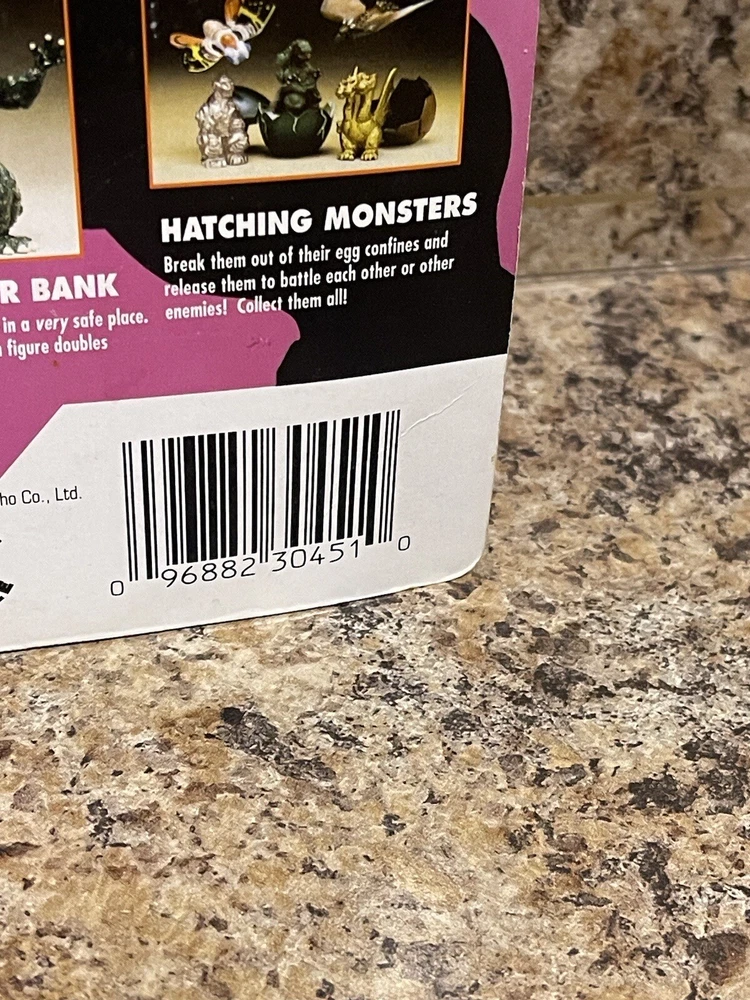 HATCHING MONSTERS
Break them out of their egg confines and
release them to battle each other or other
enemies! Collect them all!
R BANK
in a very safe place.
figure doubles
ho Co., Ltd.
0 96882 30451 0